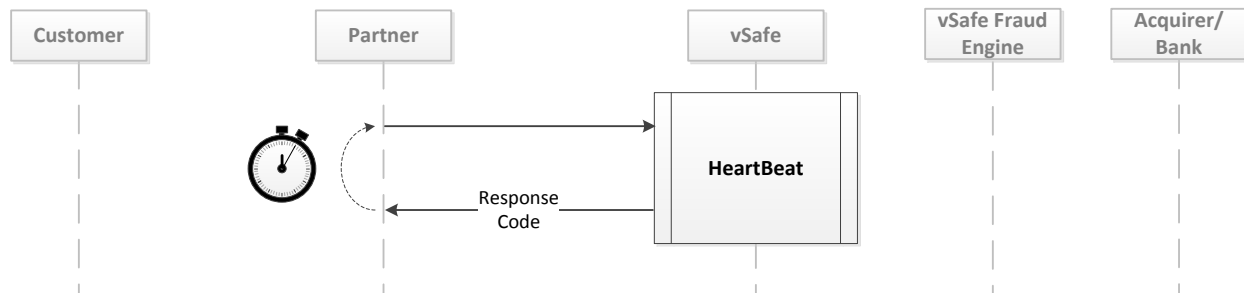 Customer
Partner
vSafe
vSafe Fraud
Engine
Acquirer/
Bank
HeartBeat
Response
Code